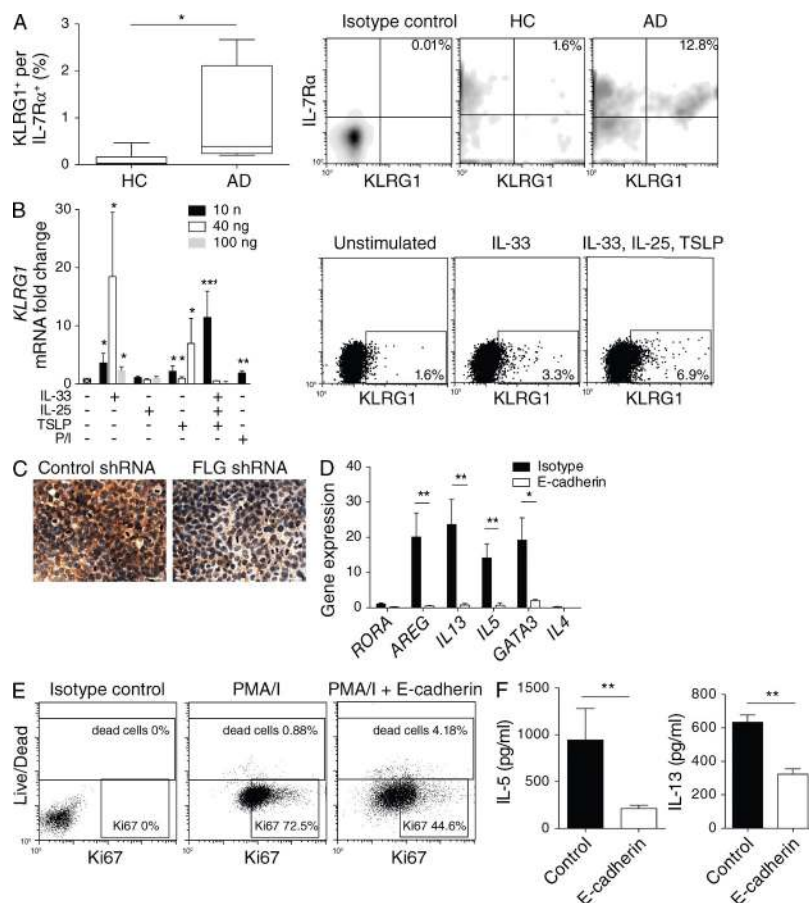 A
*
KLRG1⁺ per
IL-7Rα⁺ (%)
3
2
1
0
HC
AD
Isotype control
HC
AD
0.01%
1.6%
12.8%
IL-7Rα
10⁰
KLRG1
KLRG1
KLRG1
B
KLRG1
mRNA fold change
30
20
10
0
10 n
40 ng
100 ng
*
*
*
*
*
*
**
IL-33 - + - - + -
IL-25 - - + - + -
TSLP - - - + + -
P/I - - - - - +
Unstimulated
IL-33
IL-33, IL-25, TSLP
1.6%
3.3%
6.9%
KLRG1
KLRG1
KLRG1
C
Control shRNA
FLG shRNA
D
Isotype
E-cadherin
Gene expression
40
30
20
10
0
**
**
**
*
RORA
AREG
IL13
IL5
GATA3
IL4
E
Isotype control
PMA/I
PMA/I + E-cadherin
Live/Dead
dead cells 0%
dead cells 0.88%
dead cells 4.18%
Ki67 0%
Ki67 72.5%
Ki67 44.6%
Ki67
Ki67
Ki67
F
IL-5 (pg/ml)
1500
1000
500
0
**
Control
E-cadherin
IL-13 (pg/ml)
800
600
400
200
0
**
Control
E-cadherin